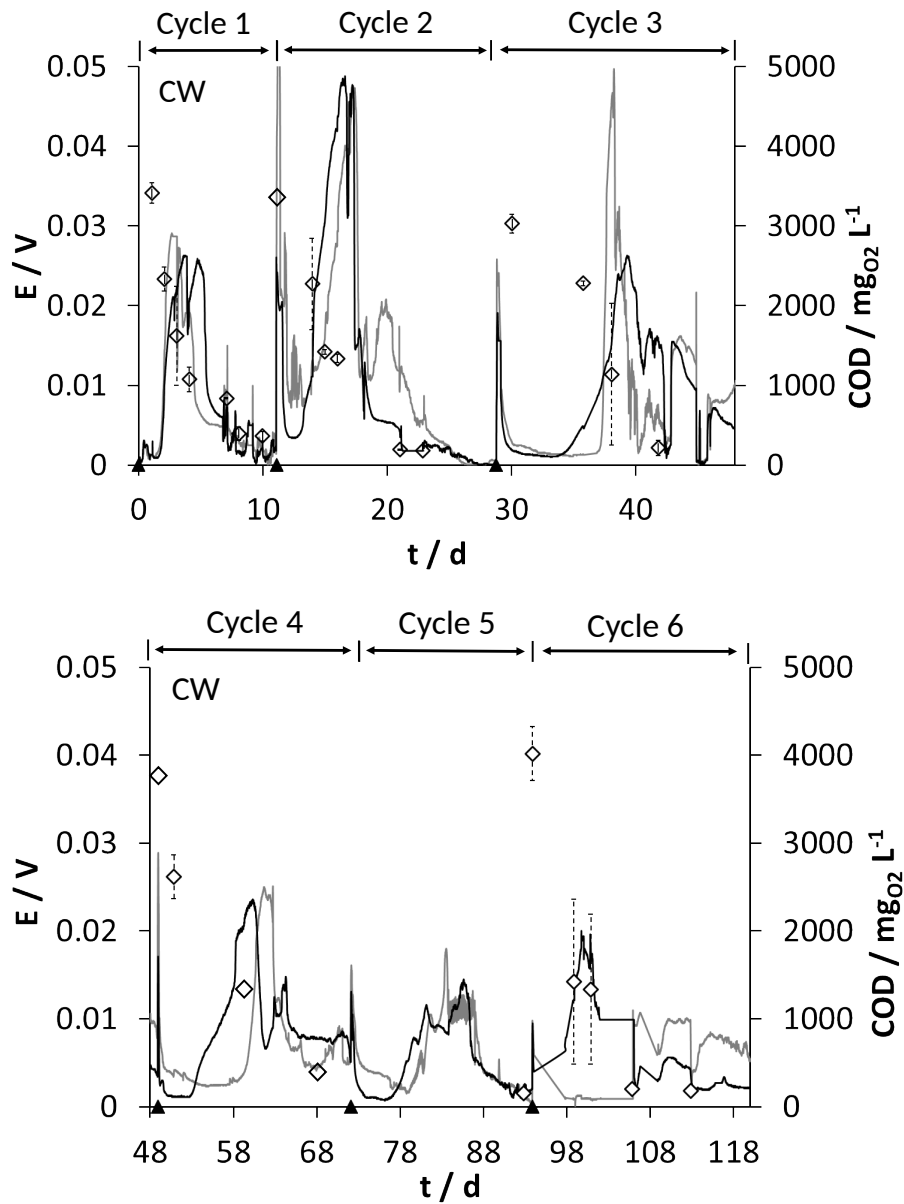 Cycle 1 Cycle 2 Cycle 3
CW
0.05 5000
0.04 4000
0.03 3000
0.02 2000
0.01 1000
0 0
E / V
COD / mg_O2 L^-1
0 10 20 30 40
t / d
Cycle 4 Cycle 5 Cycle 6
CW
0.05 5000
0.04 4000
0.03 3000
0.02 2000
0.01 1000
0 0
E / V
COD / mg_O2 L^-1
48 58 68 78 88 98 108 118
t / d